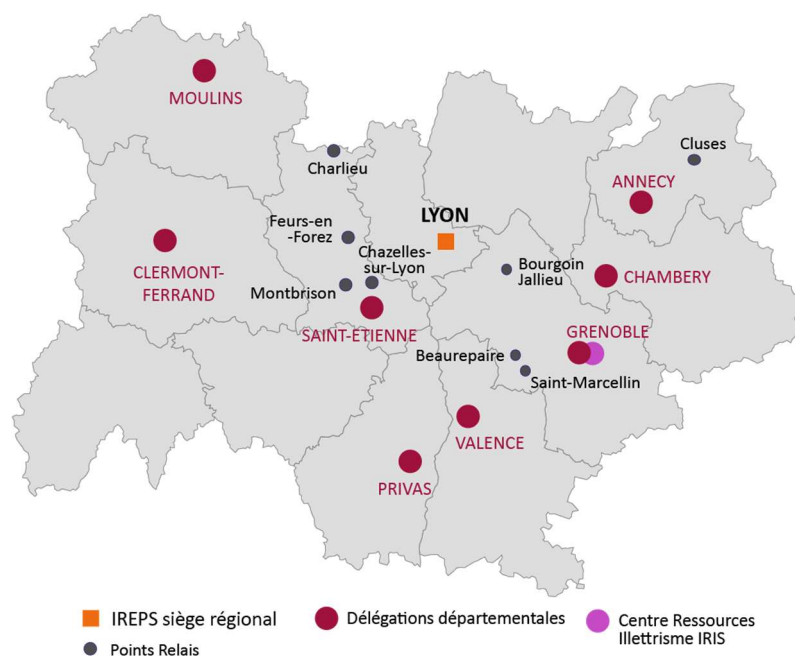 MOULINS
Charlieu
Cluses
ANNECY
LYON
Feurs-en
-Forez
Chazelles-
sur-Lyon
Bourgoin
Jallieu
CLERMONT-
FERRAND
Montbrison
CHAMBERY
SAINT-ETIENNE
GRENOBLE
Beaurepaire
Saint-Marcellin
VALENCE
PRIVAS
IREPS siège régional
Délégations départementales
Centre Ressources
Illettrisme IRIS
Points Relais